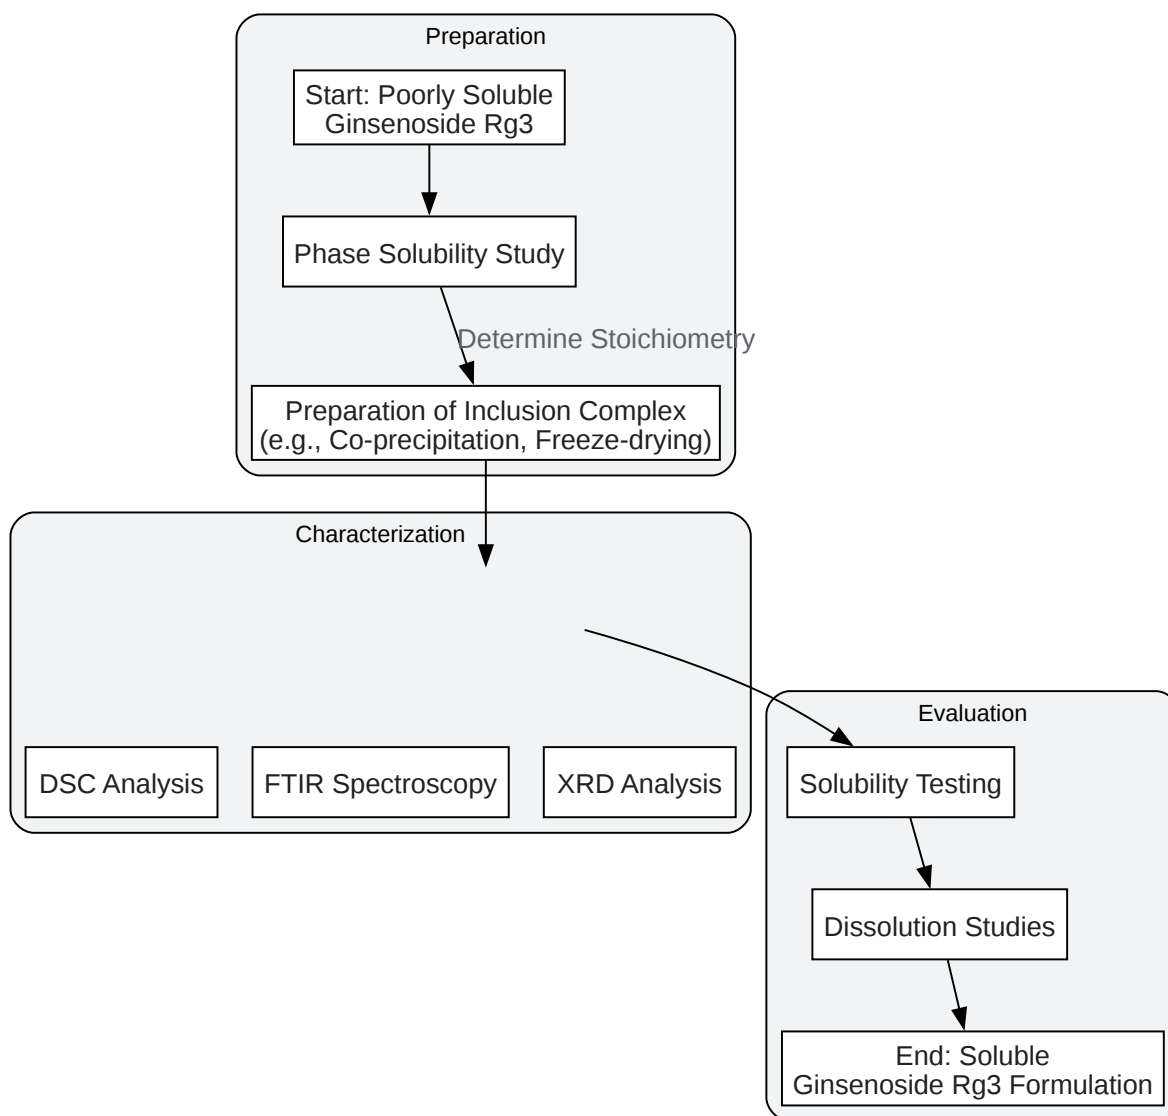 Preparation
Start: Poorly Soluble
Ginsenoside Rg3
Phase Solubility Study
Determine Stoichiometry
Preparation of Inclusion Complex
(e.g., Co-precipitation, Freeze-drying)
Characterization
DSC Analysis
FTIR Spectroscopy
XRD Analysis
Evaluation
Solubility Testing
Dissolution Studies
End: Soluble
Ginsenoside Rg3 Formulation